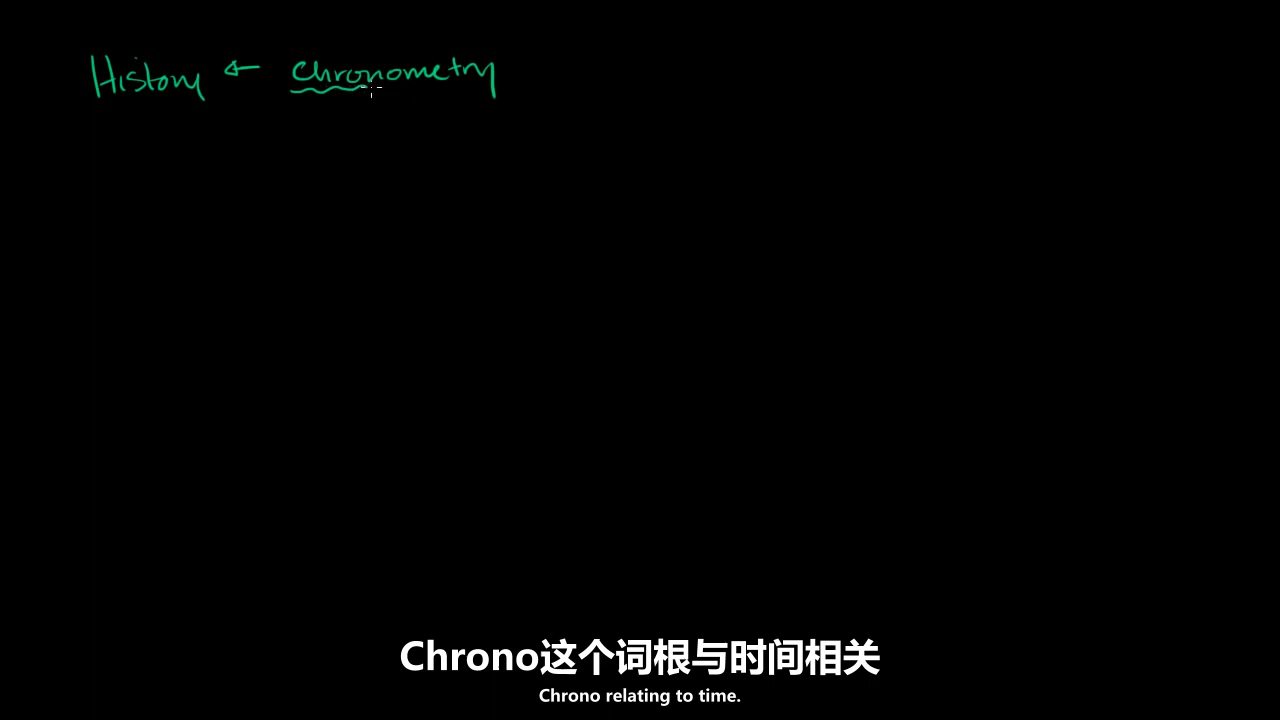 History ← Chronometry
Chrono这个词根与时间相关
Chrono relating to time.